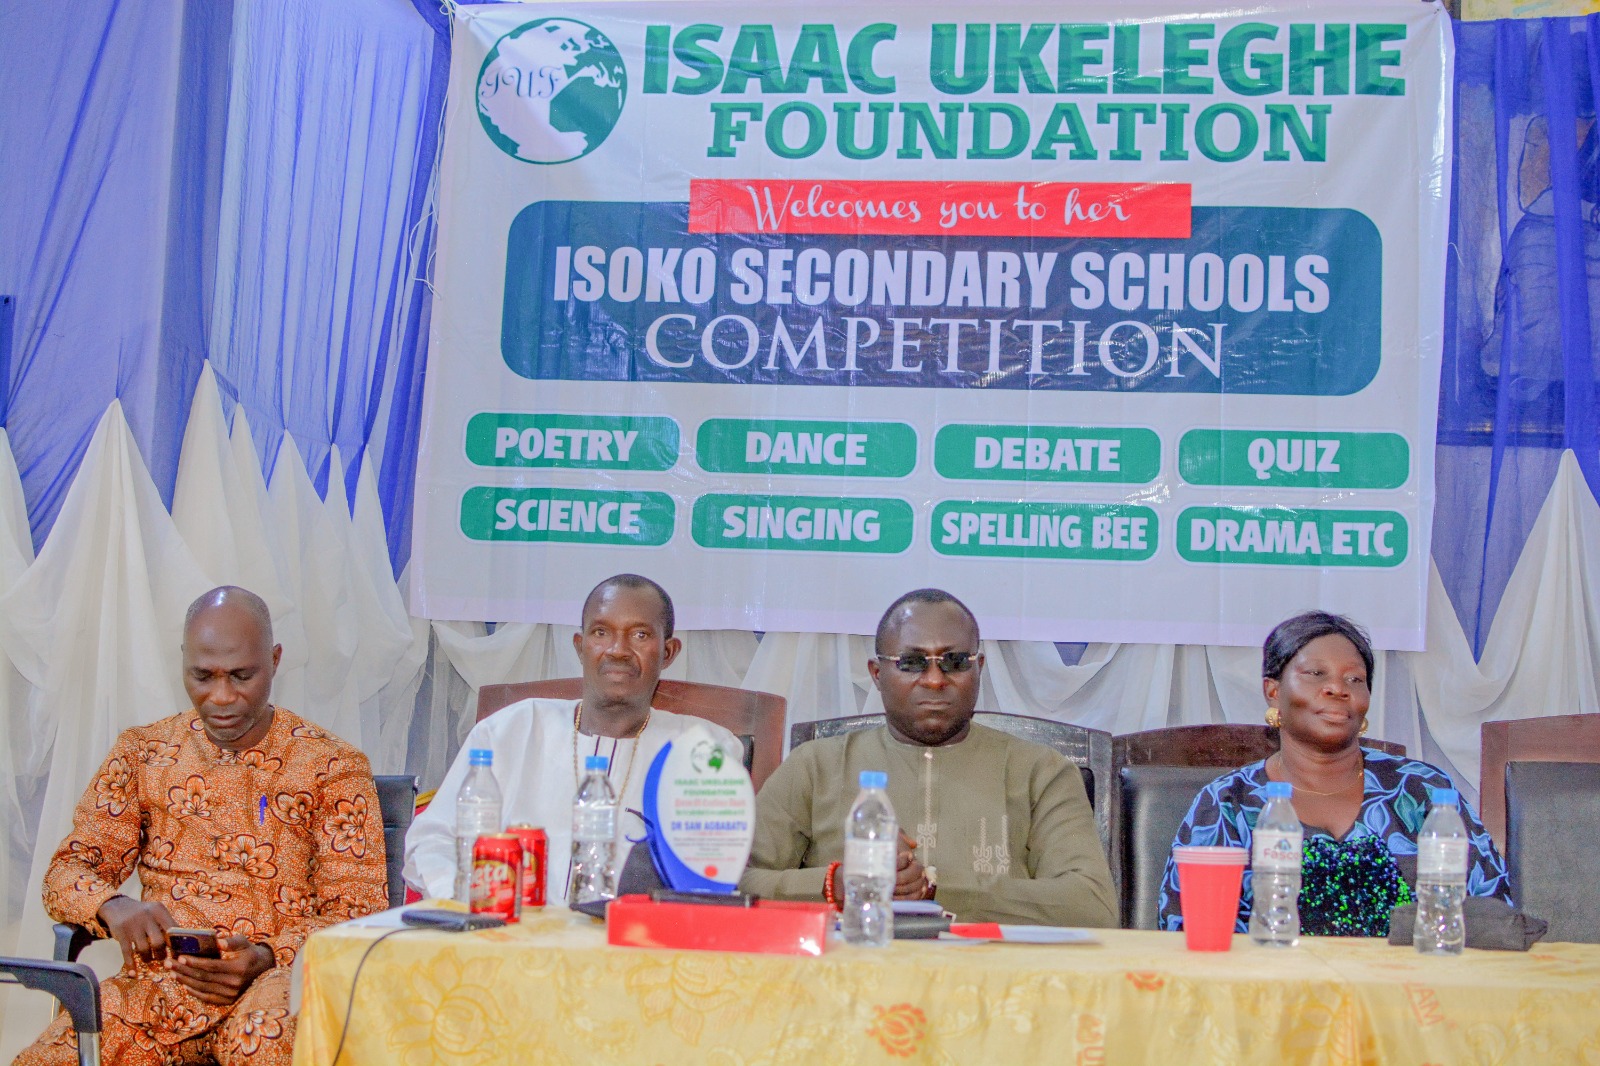 IUF
ISAAC UKELEGHE
FOUNDATION
Welcomes you to her
ISOKO SECONDARY SCHOOLS
COMPETITION
POETRY
DANCE
DEBATE
QUIZ
SCIENCE
SINGING
SPELLING BEE
DRAMA ETC
ISAAC UKELEGHE
FOUNDATION
DR SAM AGBABATU
Fasco